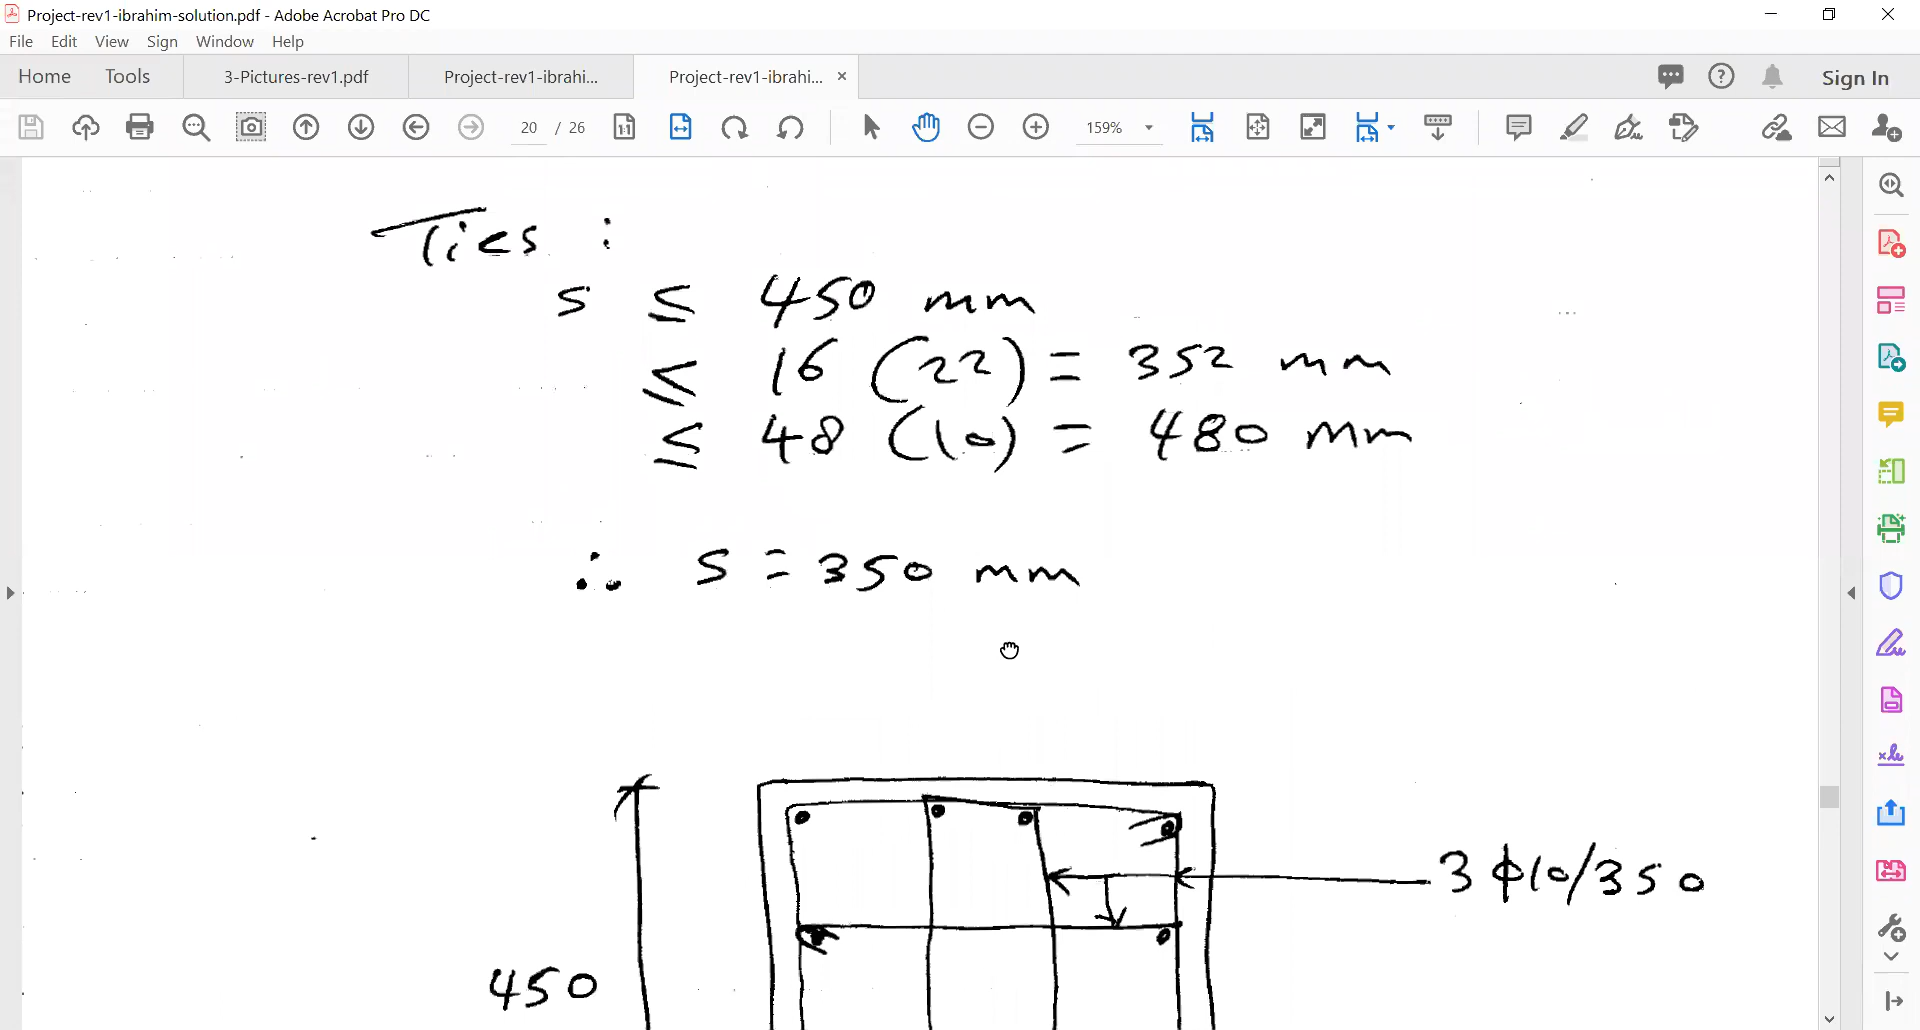 Project-rev1-ibrahim-solution.pdf - Adobe Acrobat Pro DC
File Edit View Sign Window Help
Home Tools 3-Pictures-rev1.pdf Project-rev1-ibrahi... Project-rev1-ibrahi... × Sign In
20 / 26 159%
Ties :
s ≤ 450 mm
≤ 16 (22) = 352 mm
≤ 48 (10) = 480 mm
∴ s = 350 mm
3 ϕ10/350
450